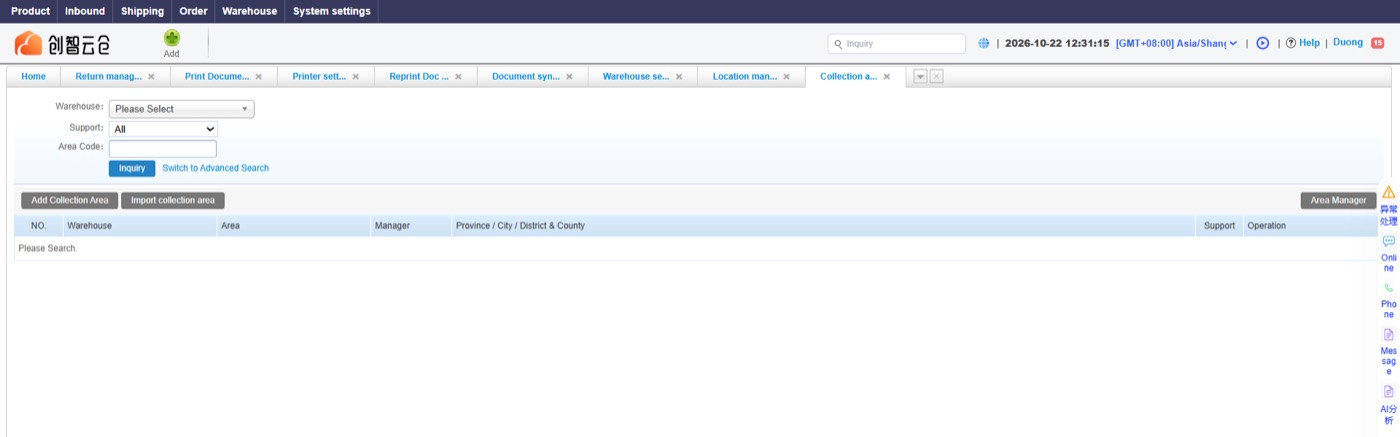 Product Inbound Shipping Order Warehouse System settings
创智云仓 Add Inquiry | 2026-10-22 12:31:15 [GMT+08:00] Asia/Shang | | Help | Duong 15
Home Return manag... Print Docume... Printer sett... Reprint Doc ... Document syn... Warehouse se... Location man... Collection a...
Warehouse: Please Select
Support: All
Area Code:
Inquiry Switch to Advanced Search
Add Collection Area Import collection area Area Manager
NO. Warehouse Area Manager Province / City / District & County Support Operation
Please Search.
异常
处理
Onli
ne
Pho
ne
Mes
sag
e
AI分
析